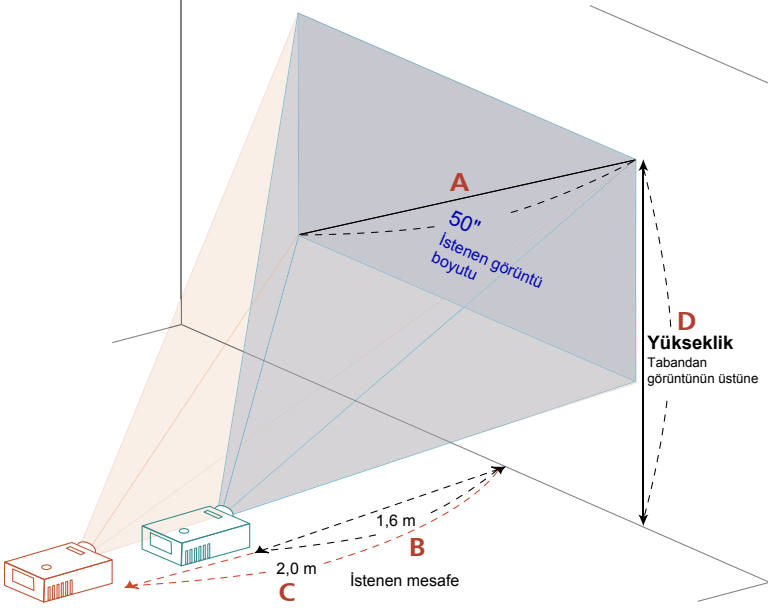 A
50"
İstenen görüntü
boyutu
D
Yükseklik
Tabandan
görüntünün üstüne
1,6 m
B
2,0 m
C
İstenen mesafe